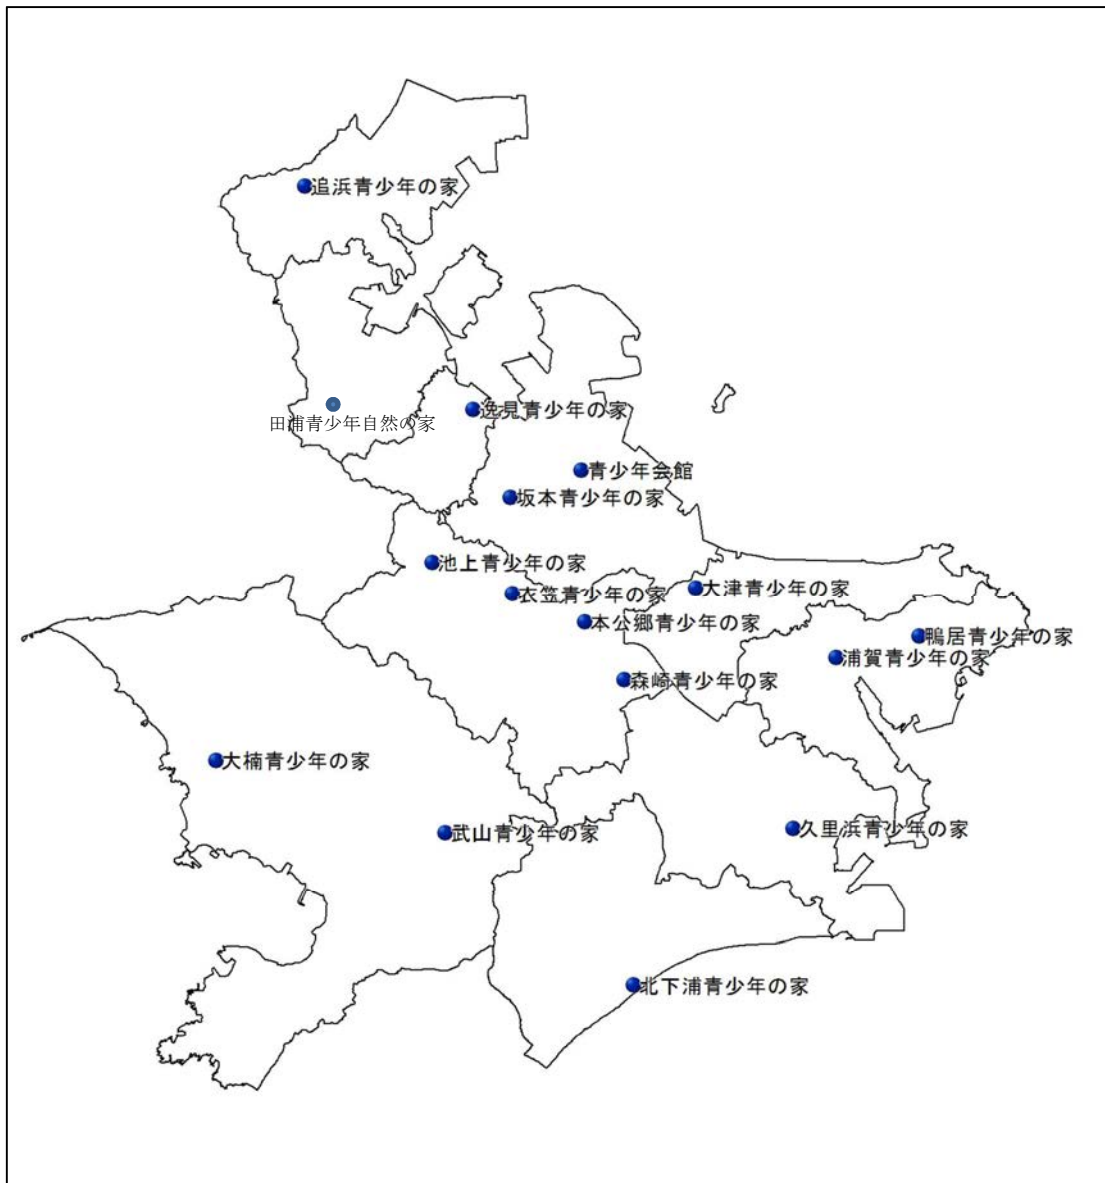 追浜青少年の家
逸見青少年の家
田浦青少年自然の家
青少年会館
坂本青少年の家
池上青少年の家
大津青少年の家
衣笠青少年の家
本公郷青少年の家
鴨居青少年の家
浦賀青少年の家
森崎青少年の家
大楠青少年の家
久里浜青少年の家
武山青少年の家
北下浦青少年の家